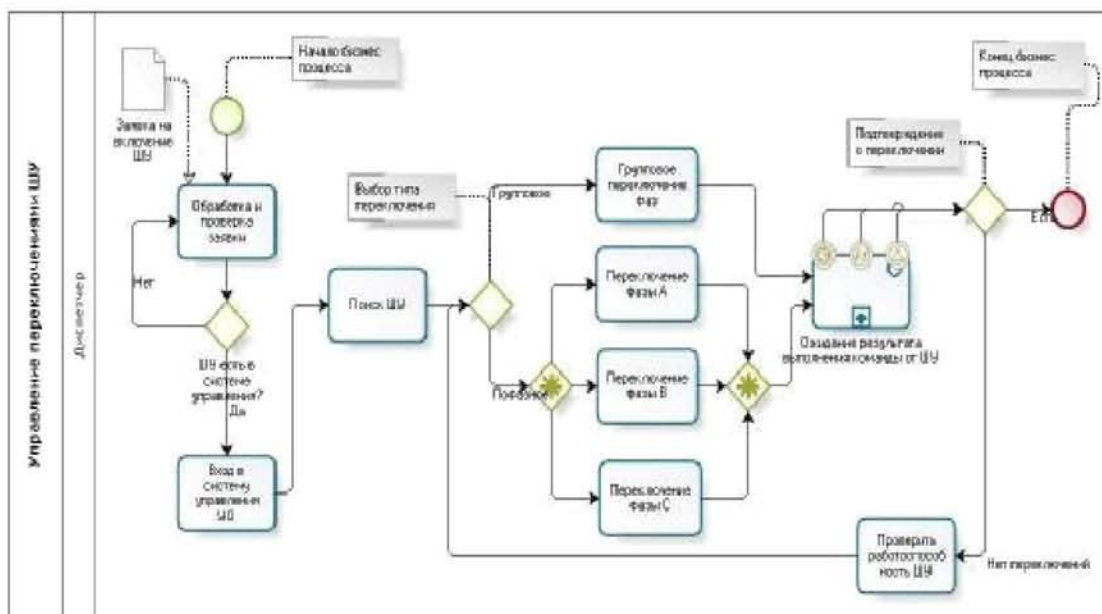 Управление переключениями ШУ
Диспетчер
Заявка на
включение
ШУ
Начало бизнес
процесса
Обработка и
проверка
заявки
Нет
ШУ есть в
системе
управления?
Да
Вход в
систему
управления
УО
Поиск ШУ
Выбор типа
переключения
Групповое
Пофазное
Групповое
переключение
фаз
Переключение
фазы А
Переключение
фазы В
Переключение
фазы С
Ожидание результата
выполнения команды от ШУ
Подтверждение
о переключении
Конец бизнес
процесса
Есть
Нет переключений
Проверить
работоспособ
ность ШУ